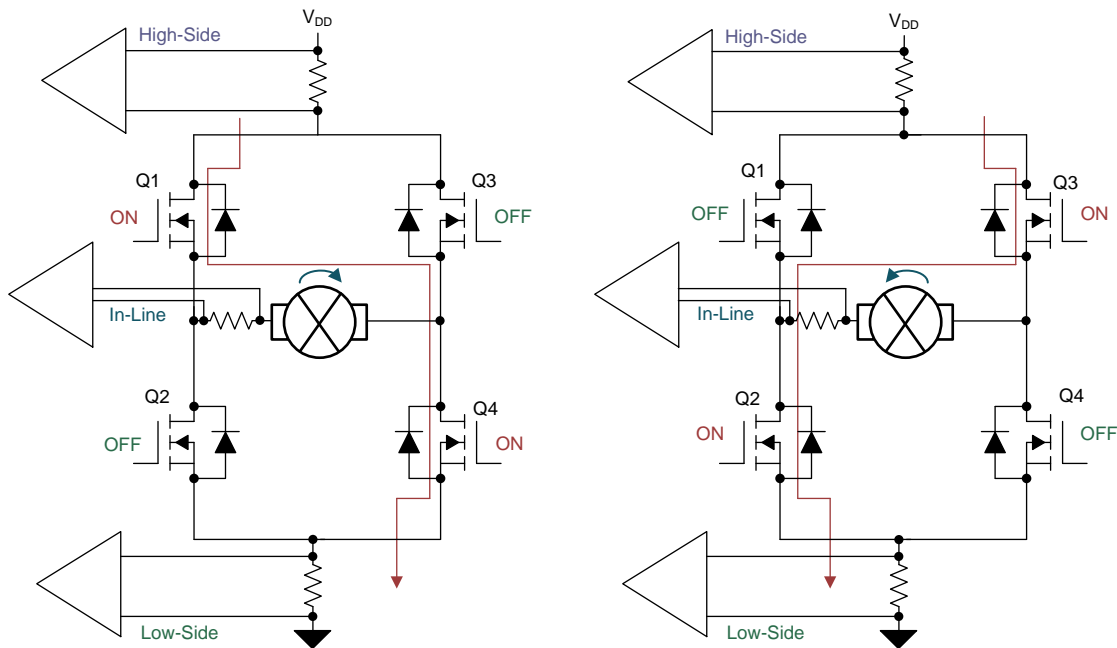 VDD
High-Side
Q1
Q3
ON
OFF
In-Line
Q2
Q4
OFF
ON
Low-Side
VDD
High-Side
Q1
Q3
OFF
ON
In-Line
Q2
Q4
ON
OFF
Low-Side